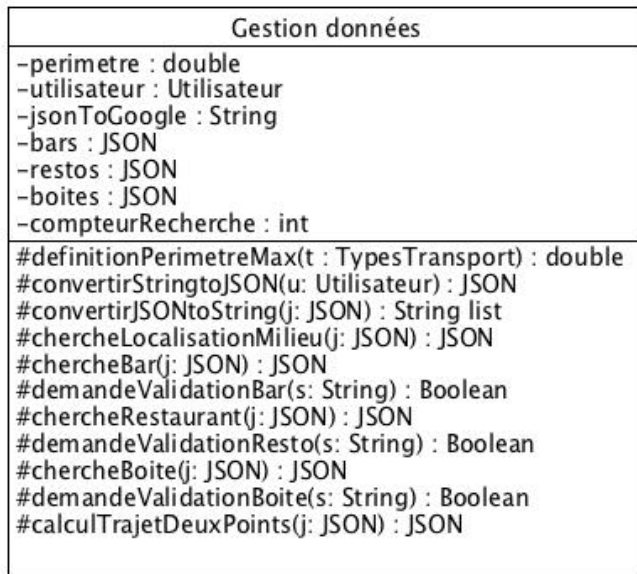 Gestion données
-perimetre : double
-utilisateur : Utilisateur
-jsonToGoogle : String
-bars : JSON
-restos : JSON
-boites : JSON
-compteurRecherche : int
#definitionPerimetreMax(t : TypesTransport) : double
#convertirStringtoJSON(u: Utilisateur) : JSON
#convertirJSONtoString(j: JSON) : String list
#chercheLocalisationMilieu(j: JSON) : JSON
#chercheBar(j: JSON) : JSON
#demandeValidationBar(s: String) : Boolean
#chercheRestaurant(j: JSON) : JSON
#demandeValidationResto(s: String) : Boolean
#chercheBoite(j: JSON) : JSON
#demandeValidationBoite(s: String) : Boolean
#calculTrajetDeuxPoints(j: JSON) : JSON